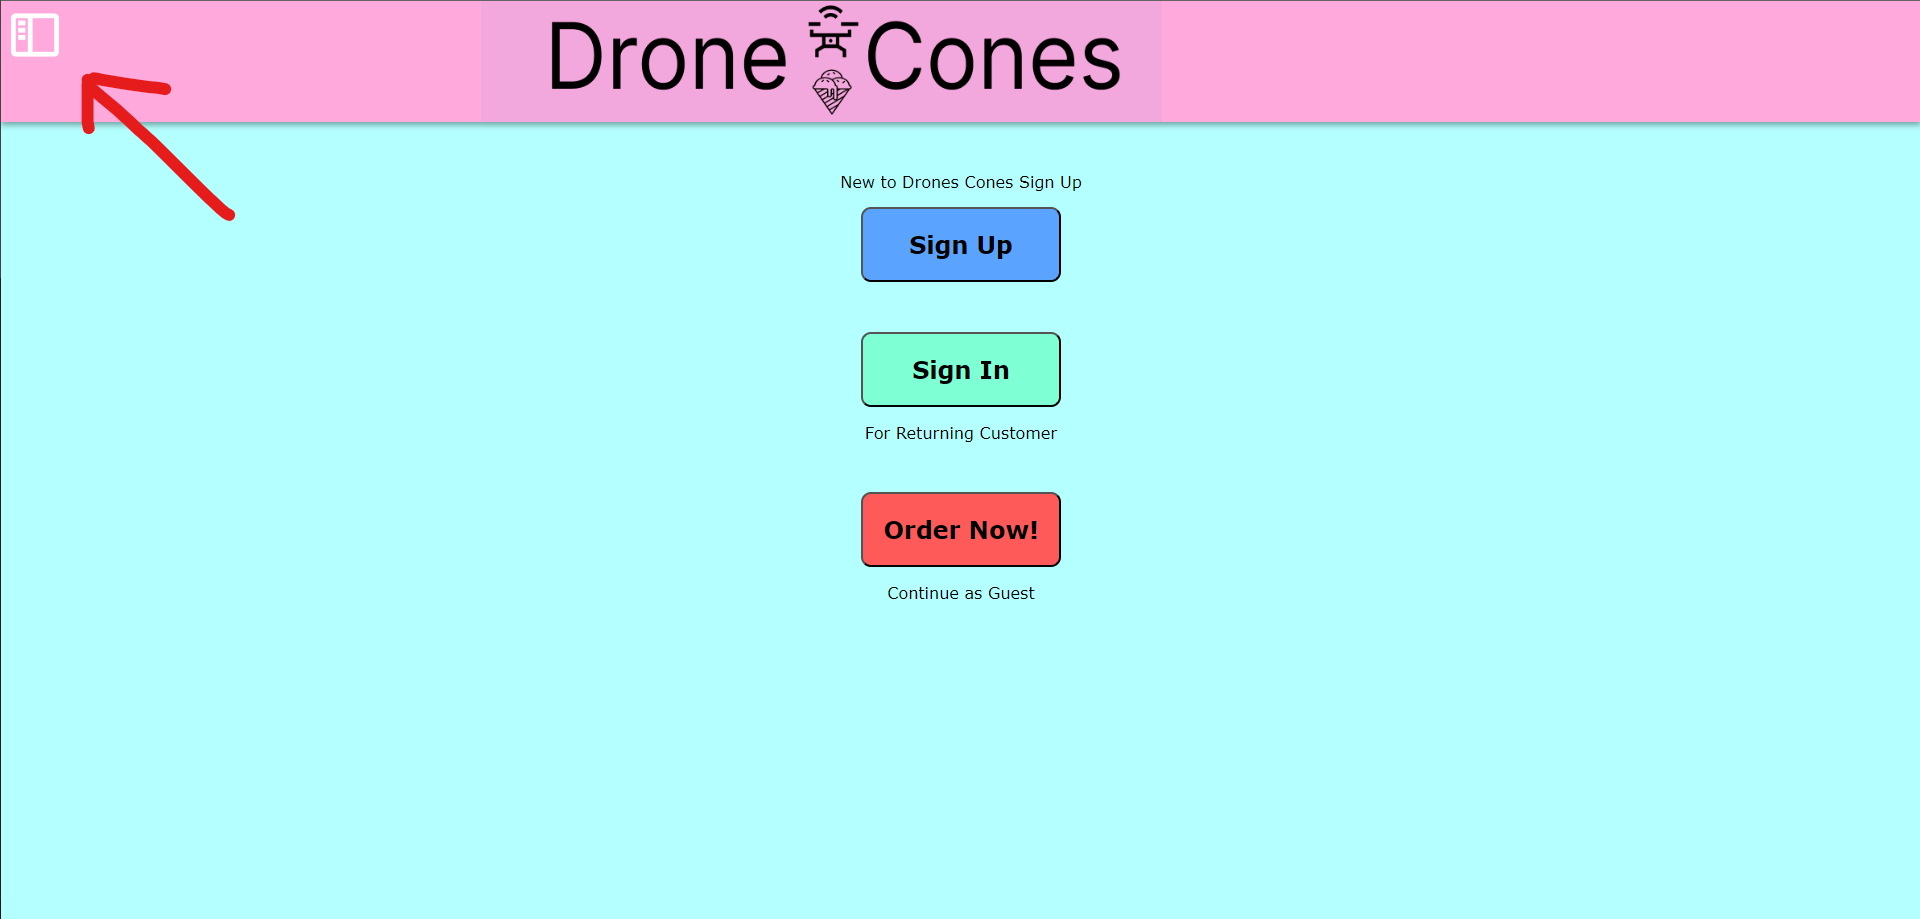 Drone Cones
New to Drones Cones Sign Up
Sign Up
Sign In
For Returning Customer
Order Now!
Continue as Guest